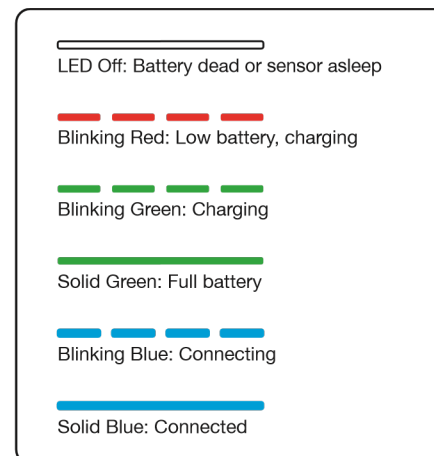 LED Off: Battery dead or sensor asleep
Blinking Red: Low battery, charging
Blinking Green: Charging
Solid Green: Full battery
Blinking Blue: Connecting
Solid Blue: Connected